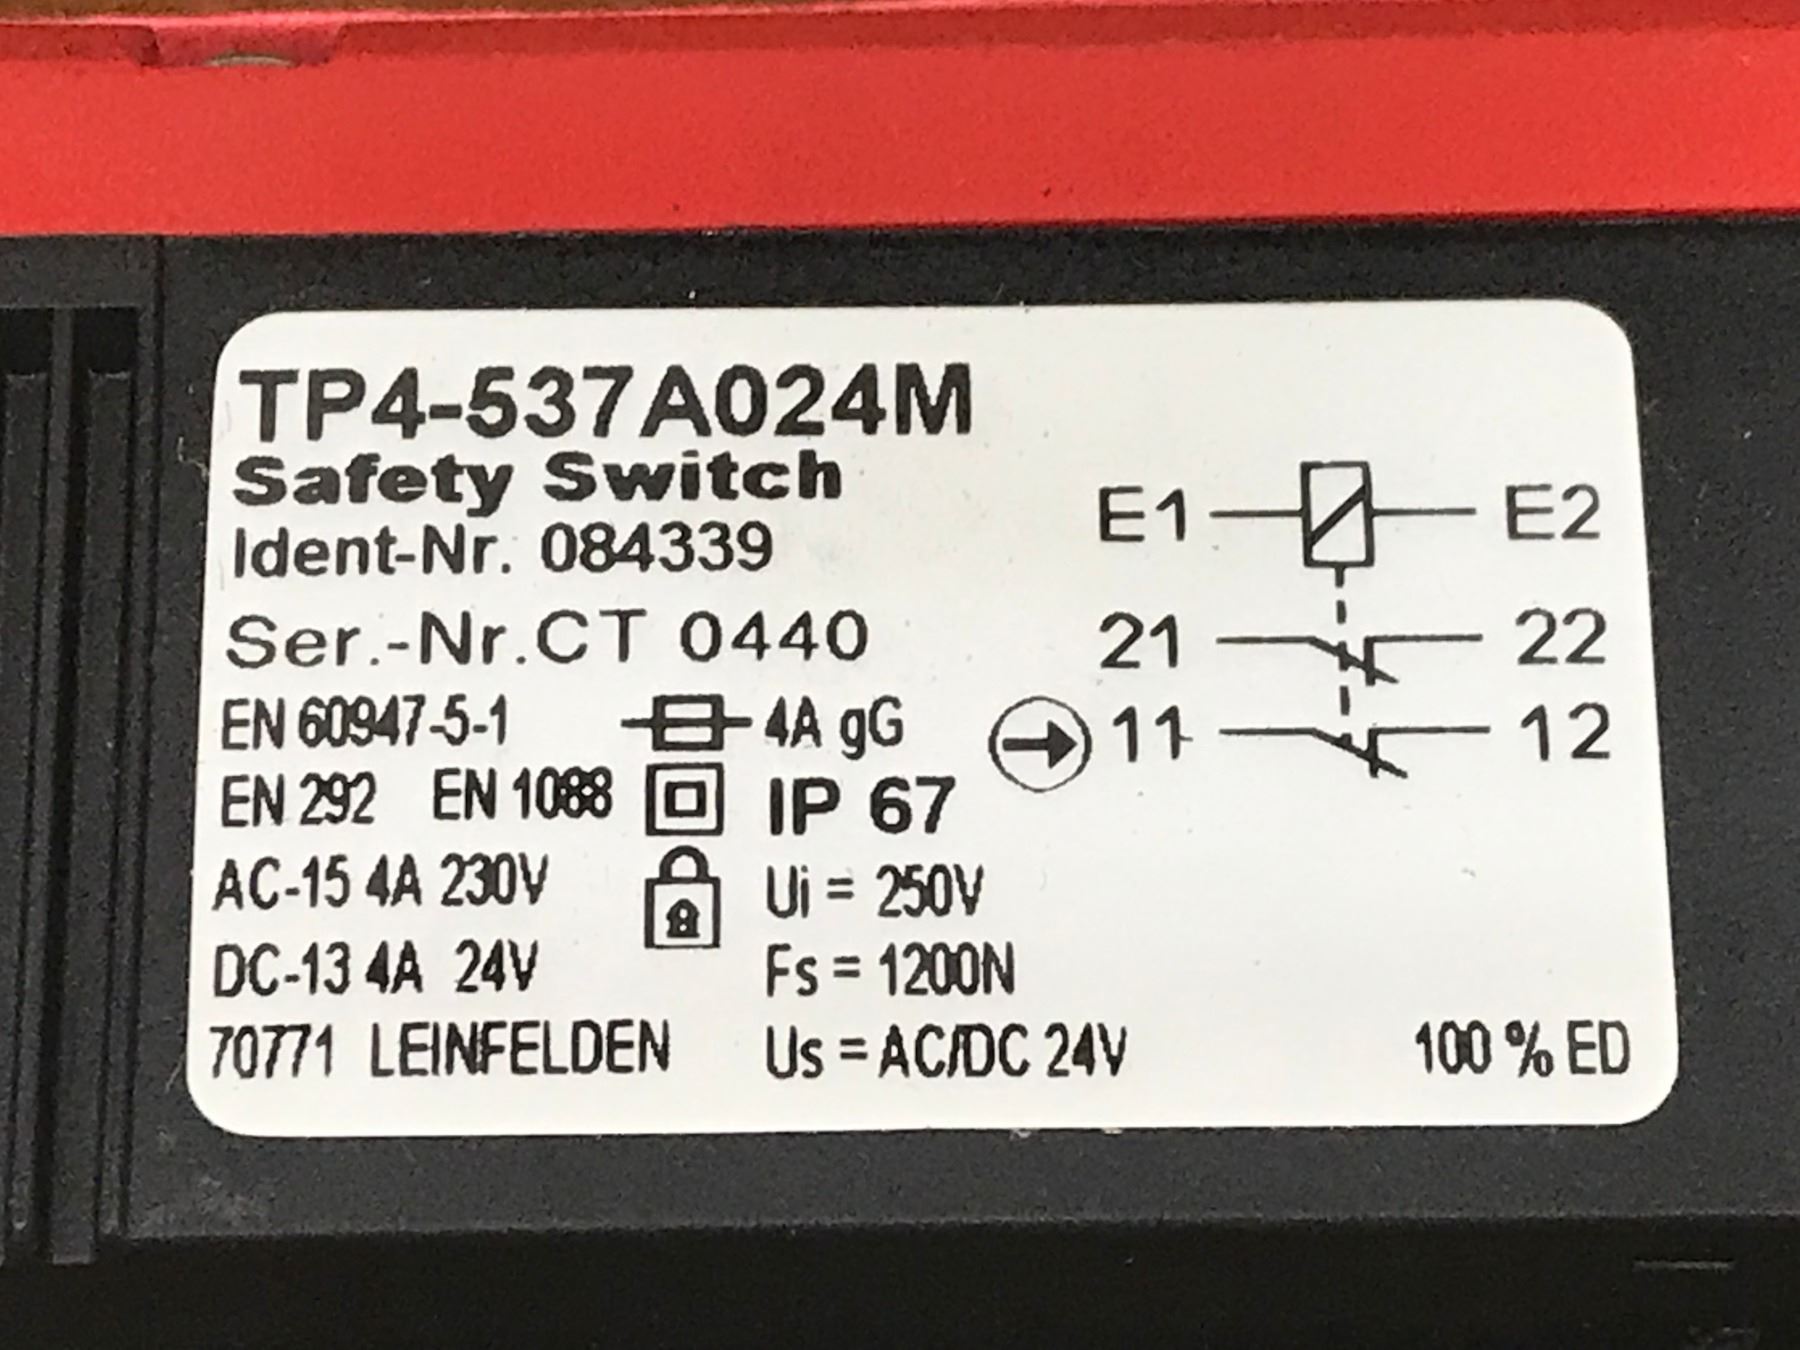 TP4-537A024M
Safety Switch
Ident-Nr. 084339
Ser.-Nr.CT 0440
EN 60947-5-1 4A gG
EN 292 EN 1088 IP 67
AC-15 4A 230V Ui = 250V
DC-13 4A 24V Fs = 1200N
70771 LEINFELDEN Us = AC/DC 24V 100 % ED
E1 E2
21 22
11 12